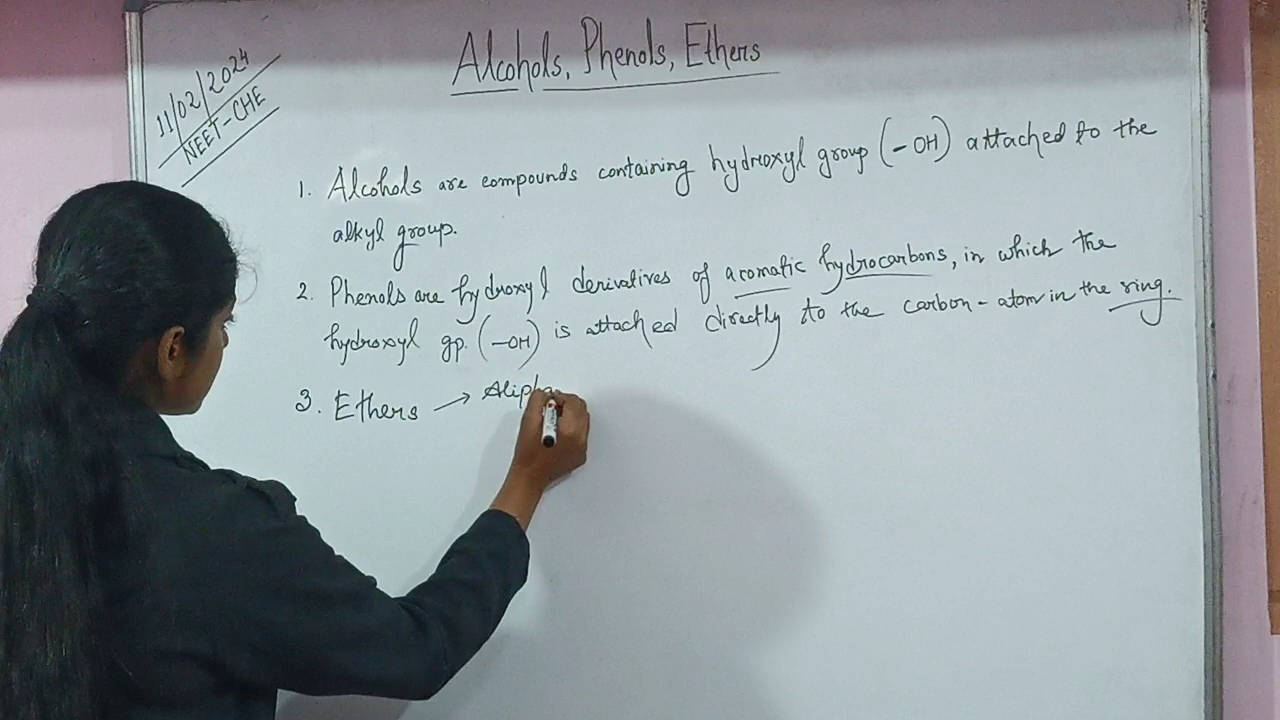 Alcohols, Phenols, Ethers
11/02/2024
NEET-CHE
1. Alcohols are compounds containing hydroxyl group (-OH) attached to the
alkyl group.
2. Phenols are hydroxyl derivatives of aromatic hydrocarbons, in which the
hydroxyl gp. (-OH) is attached directly to the carbon-atom in the ring.
3. Ethers → Alipha